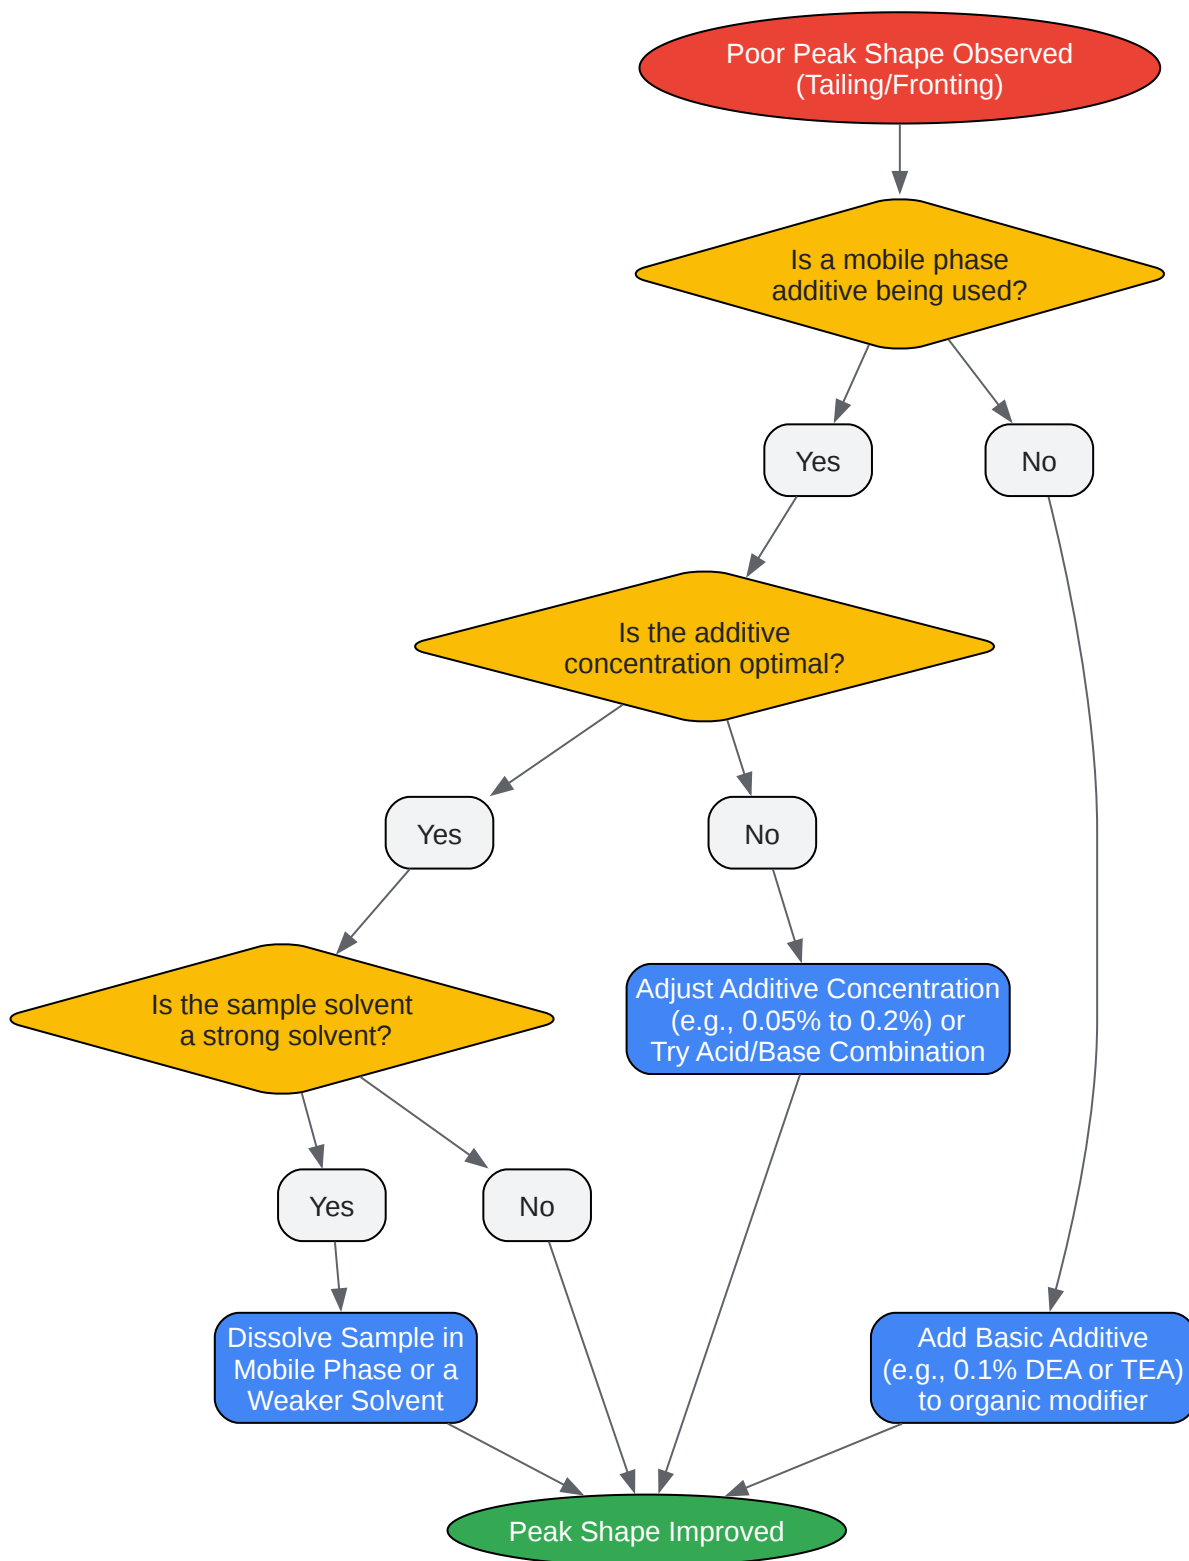 Poor Peak Shape Observed
(Tailing/Fronting)
Is a mobile phase
additive being used?
Yes
No
Is the additive
concentration optimal?
Yes
No
Is the sample solvent
a strong solvent?
Adjust Additive Concentration
(e.g., 0.05% to 0.2%) or
Try Acid/Base Combination
Yes
No
Dissolve Sample in
Mobile Phase or a
Weaker Solvent
Add Basic Additive
(e.g., 0.1% DEA or TEA)
to organic modifier
Peak Shape Improved